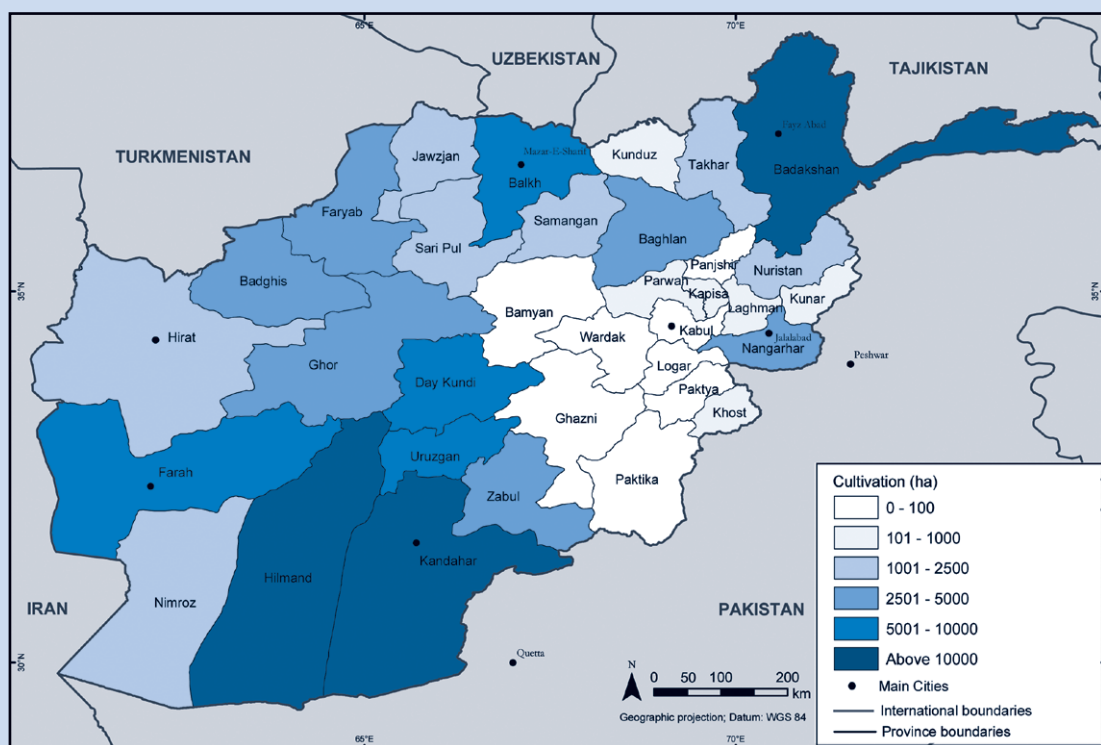 65°E
70°E
UZBEKISTAN
TAJIKISTAN
TURKMENISTAN
Fayz Abad
Mazar-E-Sharif
Jawzjan
Kunduz
Takhar
Badakshan
Balkh
Faryab
Samangan
Sari Pul
Baghlan
Panjshir
Nuristan
Badghis
Parwan
Kapisa
Kunar
Laghman
35°N
35°N
Bamyan
Kabul
Hirat
Wardak
Jalalabad
Nangarhar
Peshwar
Ghor
Logar
Day Kundi
Paktya
Ghazni
Khost
Uruzgan
Farah
Paktika
Zabul
Kandahar
Hilmand
Nimroz
IRAN
PAKISTAN
Quetta
30°N
N
0 50 100 200
km
Geographic projection; Datum: WGS 84
65°E
70°E
Cultivation (ha)
0 - 100
101 - 1000
1001 - 2500
2501 - 5000
5001 - 10000
Above 10000
Main Cities
International boundaries
Province boundaries